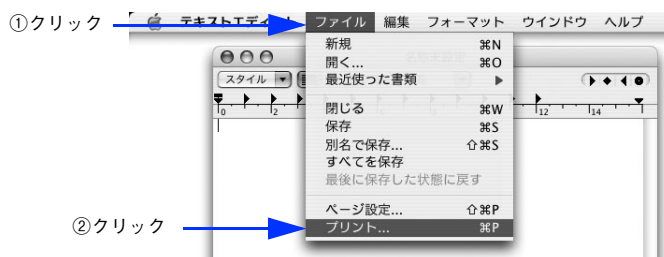 ①クリック
テキストエディット ファイル 編集 フォーマット ウインドウ ヘルプ
新規 ⌘N
開く... ⌘O
最近使った書類 ▶
スタイル
0 2 12 14
閉じる ⌘W
保存 ⌘S
別名で保存... ⇧⌘S
すべてを保存
最後に保存した状態に戻す
ページ設定... ⇧⌘P
②クリック
プリント... ⌘P